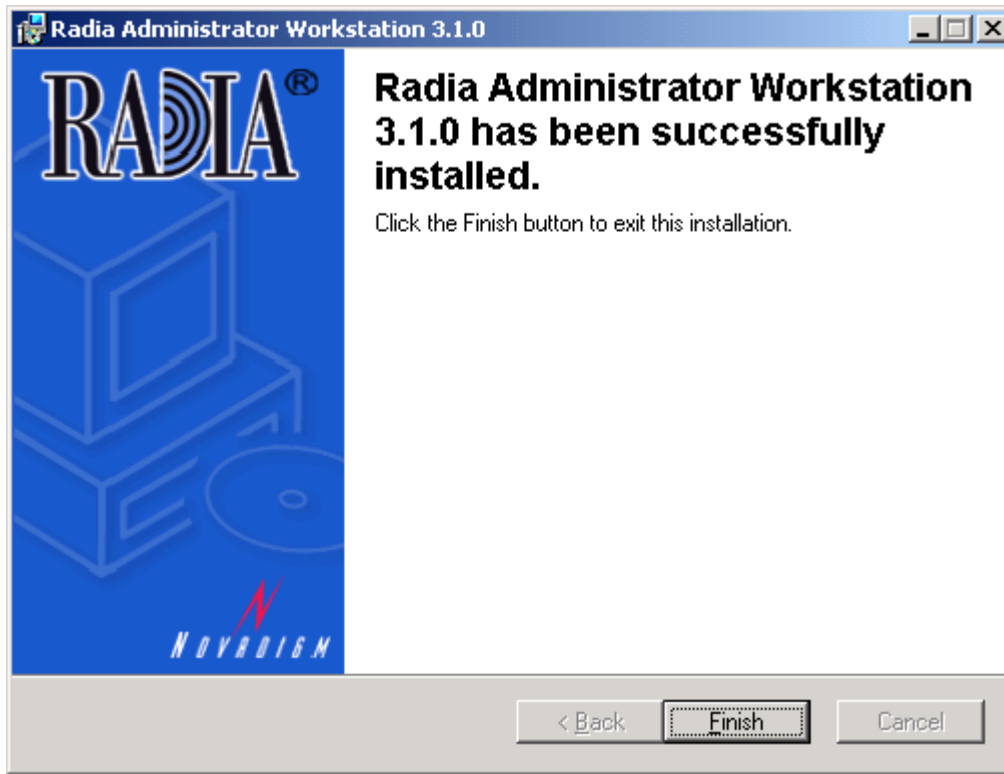 Radia Administrator Workstation 3.1.0
RADIA®
Radia Administrator Workstation
3.1.0 has been successfully
installed.
Click the Finish button to exit this installation.
NOVADIGM
< Back
Finish
Cancel